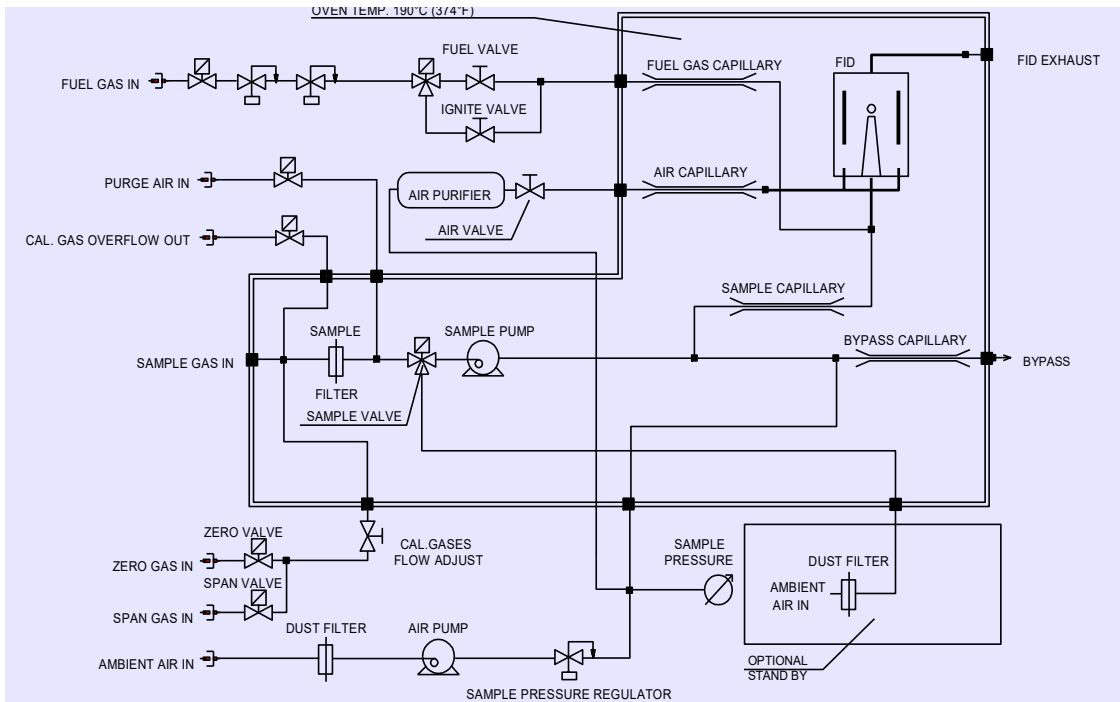 OVEN TEMP. 190°C (374°F)
FUEL VALVE
FUEL GAS IN
FUEL GAS CAPILLARY
FID
FID EXHAUST
IGNITE VALVE
PURGE AIR IN
AIR PURIFIER
AIR CAPILLARY
AIR VALVE
CAL. GAS OVERFLOW OUT
SAMPLE CAPILLARY
SAMPLE
SAMPLE PUMP
BYPASS CAPILLARY
SAMPLE GAS IN
BYPASS
FILTER
SAMPLE VALVE
ZERO VALVE
CAL.GASES
FLOW ADJUST
SAMPLE
PRESSURE
ZERO GAS IN
DUST FILTER
SPAN VALVE
AMBIENT
AIR IN
SPAN GAS IN
DUST FILTER
AIR PUMP
AMBIENT AIR IN
OPTIONAL
STAND BY
SAMPLE PRESSURE REGULATOR